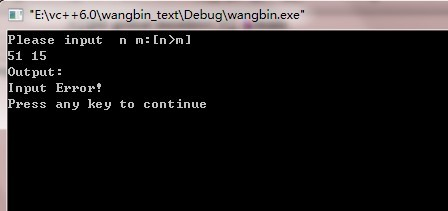 "E:\vc++6.0\wangbin_text\Debug\wangbin.exe"
Please input  n m:[n>m]
51 15
Output:
Input Error!
Press any key to continue